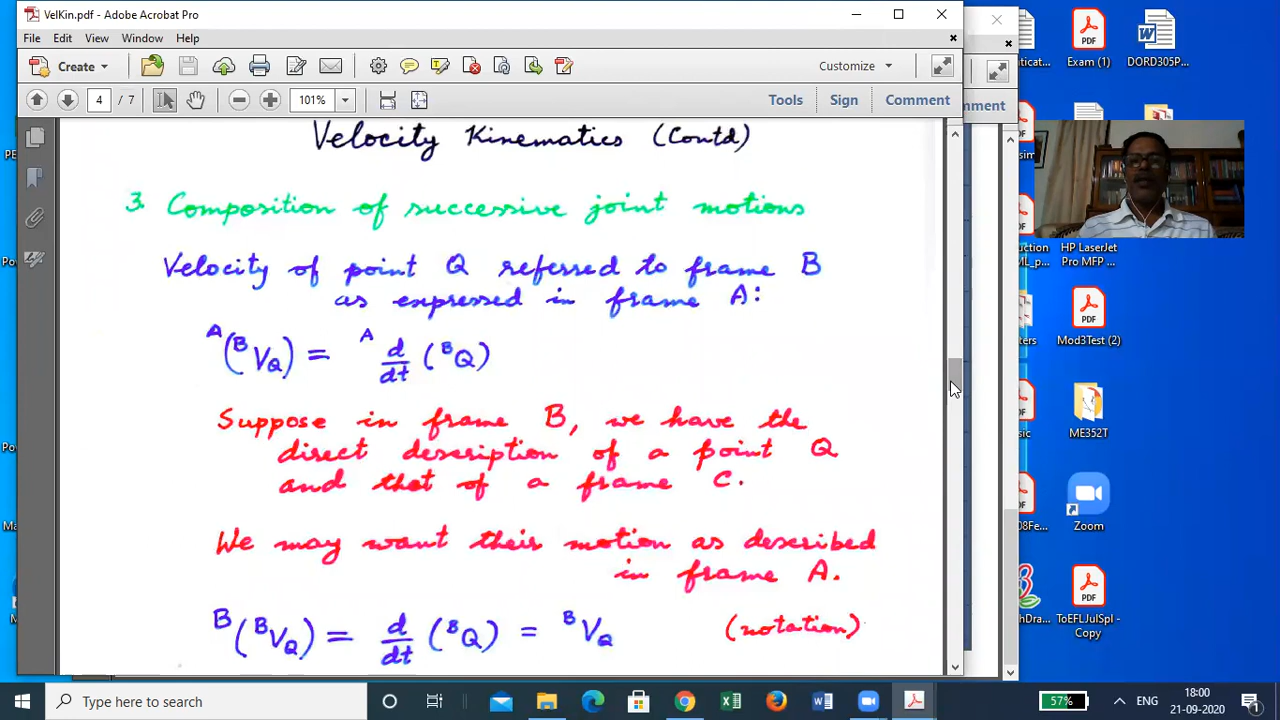 VelKin.pdf - Adobe Acrobat Pro
File Edit View Window Help
Create
Customize
4 / 7
101%
Tools Sign Comment
Velocity Kinematics (Contd)
3. Composition of successive joint motions
Velocity of point Q referred to frame B
as expressed in frame A:
A(BVQ) = A d/dt (BQ)
Suppose in frame B, we have the
direct description of a point Q
and that of a frame C.
We may want their motion as described
in frame A.
B(BVQ) = d/dt (BQ) = BVQ (notation)
Exam (1)
DORD305P...
HP LaserJet
Pro MFP ...
Mod3Test (2)
ME352T
Zoom
ToEFLJulSpl
- Copy
Type here to search
57%
ENG
18:00
21-09-2020